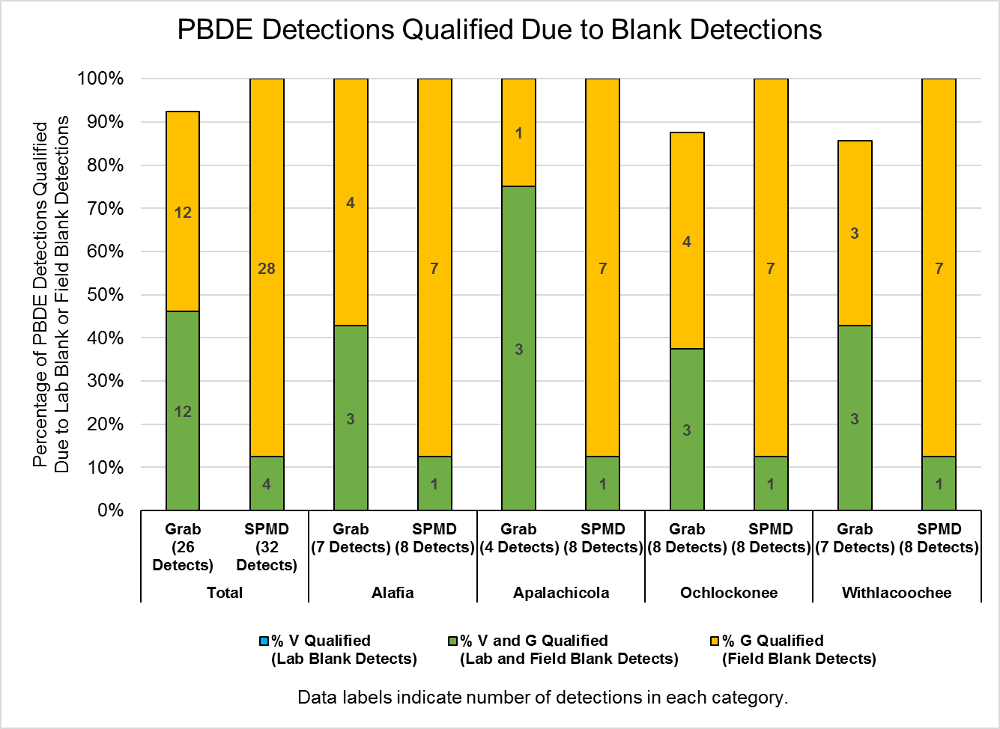 PBDE Detections Qualified Due to Blank Detections
Percentage of PBDE Detections Qualified
Due to Lab Blank or Field Blank Detections
100%
90%
80%
70%
60%
50%
40%
30%
20%
10%
0%
12
12
28
4
4
3
7
1
1
3
7
1
4
3
7
1
3
3
7
1
Grab
(26
Detects)
SPMD
(32
Detects)
Grab
(7 Detects)
SPMD
(8 Detects)
Grab
(4 Detects)
SPMD
(8 Detects)
Grab
(8 Detects)
SPMD
(8 Detects)
Grab
(7 Detects)
SPMD
(8 Detects)
Total
Alafia
Apalachicola
Ochlockonee
Withlacoochee
% V Qualified
(Lab Blank Detects)
% V and G Qualified
(Lab and Field Blank Detects)
% G Qualified
(Field Blank Detects)
Data labels indicate number of detections in each category.